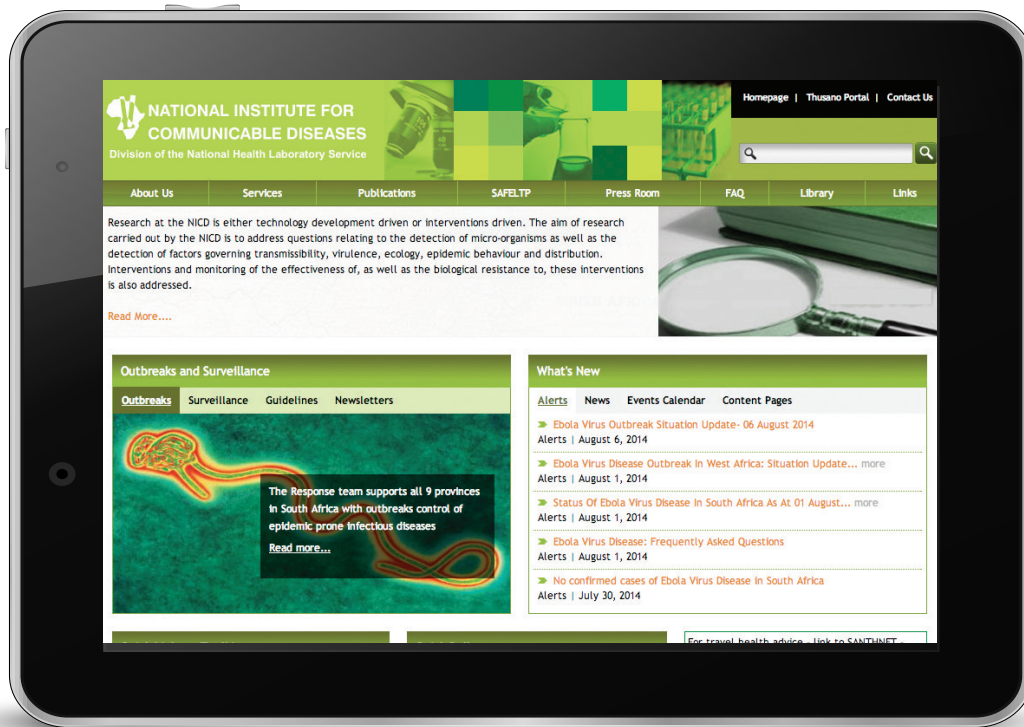 NATIONAL INSTITUTE FOR
COMMUNICABLE DISEASES
Division of the National Health Laboratory Service
Homepage | Thusano Portal | Contact Us
About Us Services Publications SAFELTP Press Room FAQ Library Links
Research at the NICD is either technology development driven or interventions driven. The aim of research
carried out by the NICD is to address questions relating to the detection of micro-organisms as well as the
detection of factors governing transmissibility, virulence, ecology, epidemic behaviour and distribution.
Interventions and monitoring of the effectiveness of, as well as the biological resistance to, these interventions
is also addressed.
Read More....
Outbreaks and Surveillance
Outbreaks Surveillance Guidelines Newsletters
The Response team supports all 9 provinces
in South Africa with outbreaks control of
epidemic prone infectious diseases
Read more...
What's New
Alerts News Events Calendar Content Pages
Ebola Virus Outbreak Situation Update- 06 August 2014
Alerts | August 6, 2014
Ebola Virus Disease Outbreak In West Africa: Situation Update... more
Alerts | August 1, 2014
Status Of Ebola Virus Disease In South Africa As At 01 August... more
Alerts | August 1, 2014
Ebola Virus Disease: Frequently Asked Questions
Alerts | August 1, 2014
No confirmed cases of Ebola Virus Disease in South Africa
Alerts | July 30, 2014
For travel health advice - link to SANTHNET -